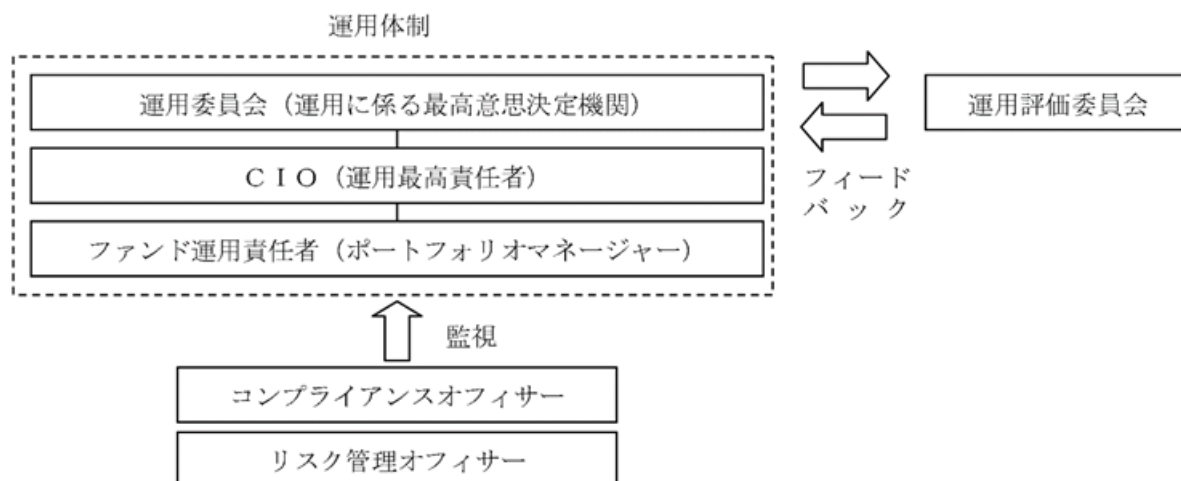 運用体制
運用委員会（運用に係る最高意思決定機関）
運用評価委員会
ＣＩＯ（運用最高責任者）
フィード
バック
ファンド運用責任者（ポートフォリオマネージャー）
監視
コンプライアンスオフィサー
リスク管理オフィサー